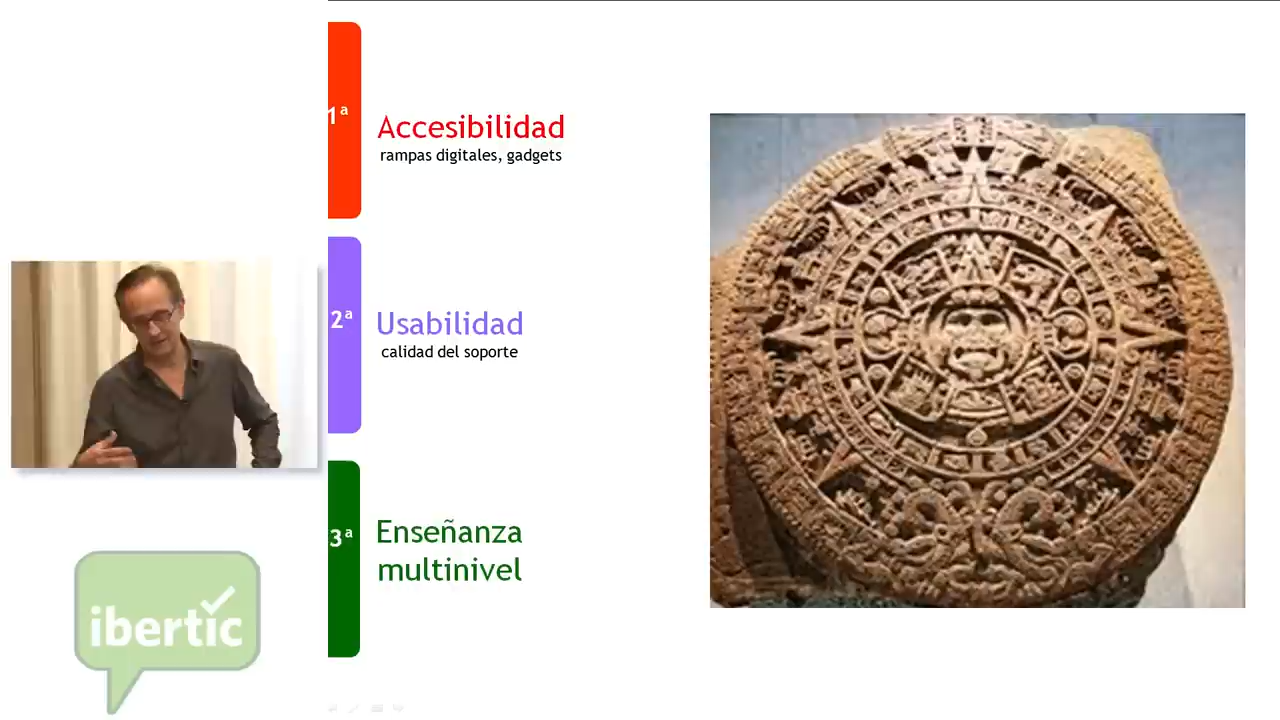 1ª
Accesibilidad
rampas digitales, gadgets
2ª
Usabilidad
calidad del soporte
3ª
Enseñanza
multinivel
ibertic